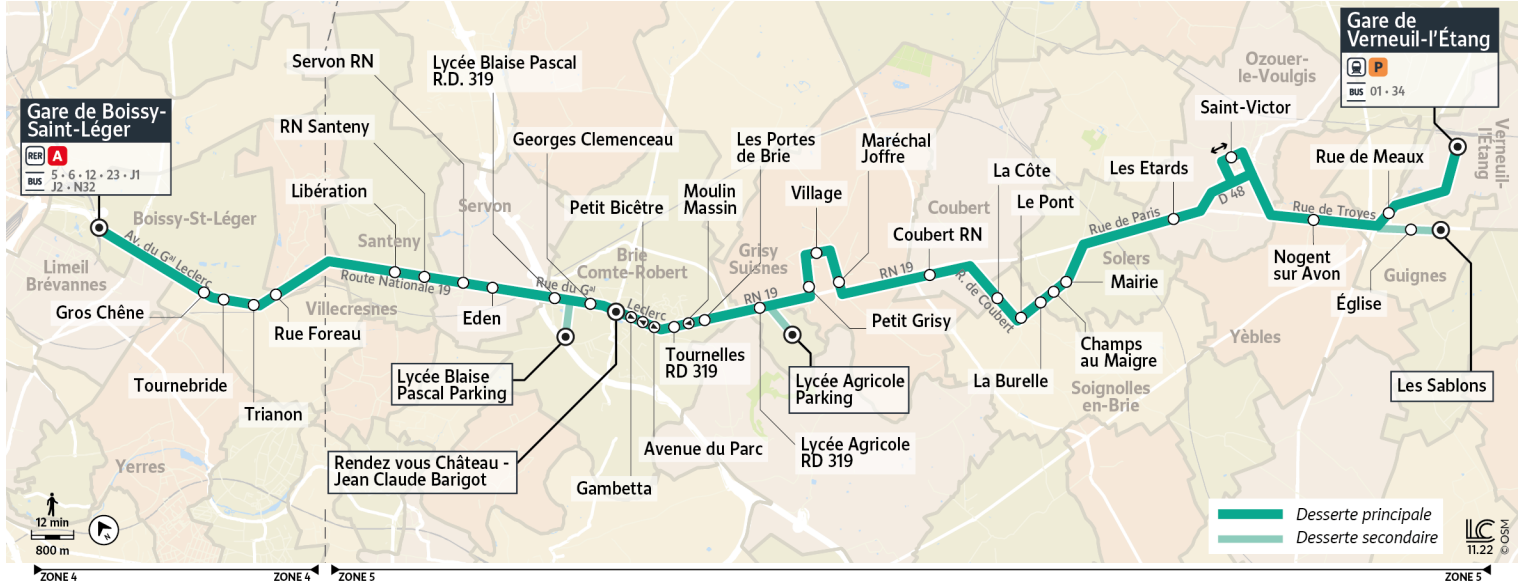 Gare de Boissy-
Saint-Léger
RER A
BUS 5 • 6 • 12 • 23 • J1
J2 • N32
Gare de
Verneuil-l'Étang
P
BUS 01 • 34
Servon RN
Lycée Blaise Pascal
R.D. 319
RN Santeny
Georges Clemenceau
Les Portes
de Brie
Maréchal
Joffre
Libération
Petit Bicêtre
Moulin
Massin
Village
La Côte
Le Pont
Coubert RN
Les Etards
Saint-Victor
Rue de Meaux
Ozouer-
le-Voulgis
Verneuil-
l'Étang
Boissy-St-Léger
Limeil
Brévannes
Santeny
Servon
Villecresnes
Brie
Comte-Robert
Grisy
Suisnes
Coubert
Solers
Yèbles
Soignolles
en-Brie
Guignes
Yerres
Av. du Gal Leclerc
Route Nationale 19
Rue du Gal
Leclerc
RN 19
RN 19
R. de Coubert
Rue de Paris
D 48
Rue de Troyes
Gros Chêne
Tournebride
Trianon
Rue Foreau
Eden
Lycée Blaise
Pascal Parking
Rendez vous Château -
Jean Claude Barigot
Gambetta
Avenue du Parc
Tournelles
RD 319
Lycée Agricole
Parking
Lycée Agricole
RD 319
Petit Grisy
La Burelle
Champs
au Maigre
Mairie
Nogent
sur Avon
Église
Les Sablons
Desserte principale
Desserte secondaire
12 min
800 m
N
LC
11.22
© OSM
ZONE 4
ZONE 4
ZONE 5
ZONE 5